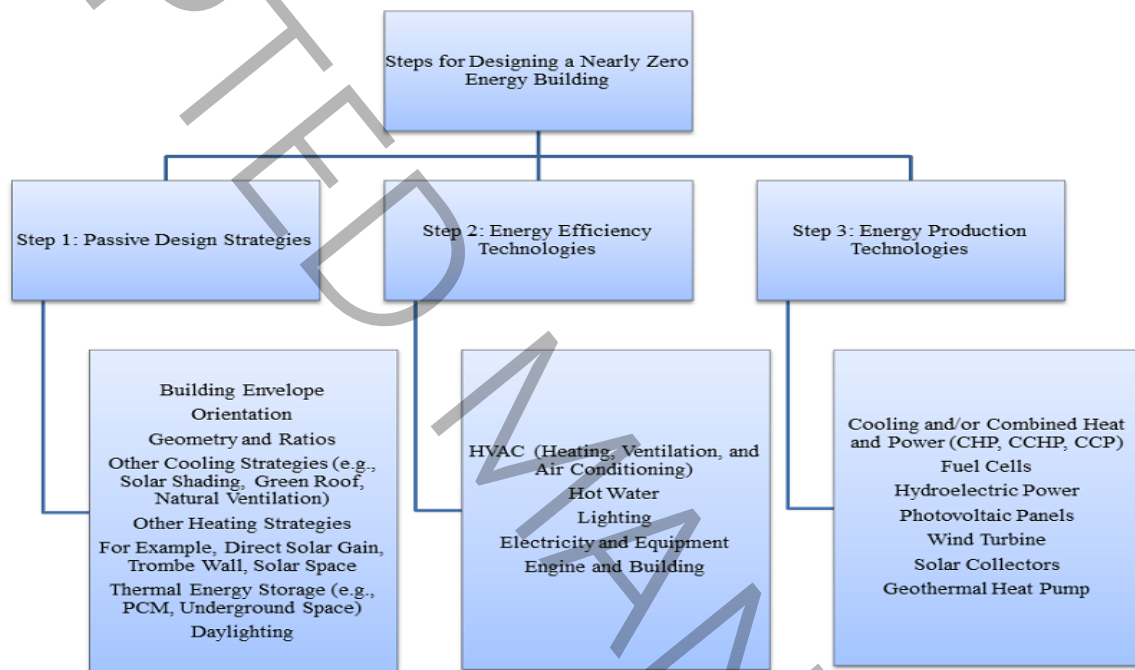 Steps for Designing a Nearly Zero
Energy Building
Step 1: Passive Design Strategies
Step 2: Energy Efficiency
Technologies
Step 3: Energy Production
Technologies
Building Envelope
Orientation
Geometry and Ratios
Other Cooling Strategies (e.g.,
Solar Shading, Green Roof,
Natural Ventilation)
Other Heating Strategies
For Example, Direct Solar Gain,
Trombe Wall, Solar Space
Thermal Energy Storage (e.g.,
PCM, Underground Space)
Daylighting
HVAC (Heating, Ventilation, and
Air Conditioning)
Hot Water
Lighting
Electricity and Equipment
Engine and Building
Cooling and/or Combined Heat
and Power (CHP, CCHP, CCP)
Fuel Cells
Hydroelectric Power
Photovoltaic Panels
Wind Turbine
Solar Collectors
Geothermal Heat Pump